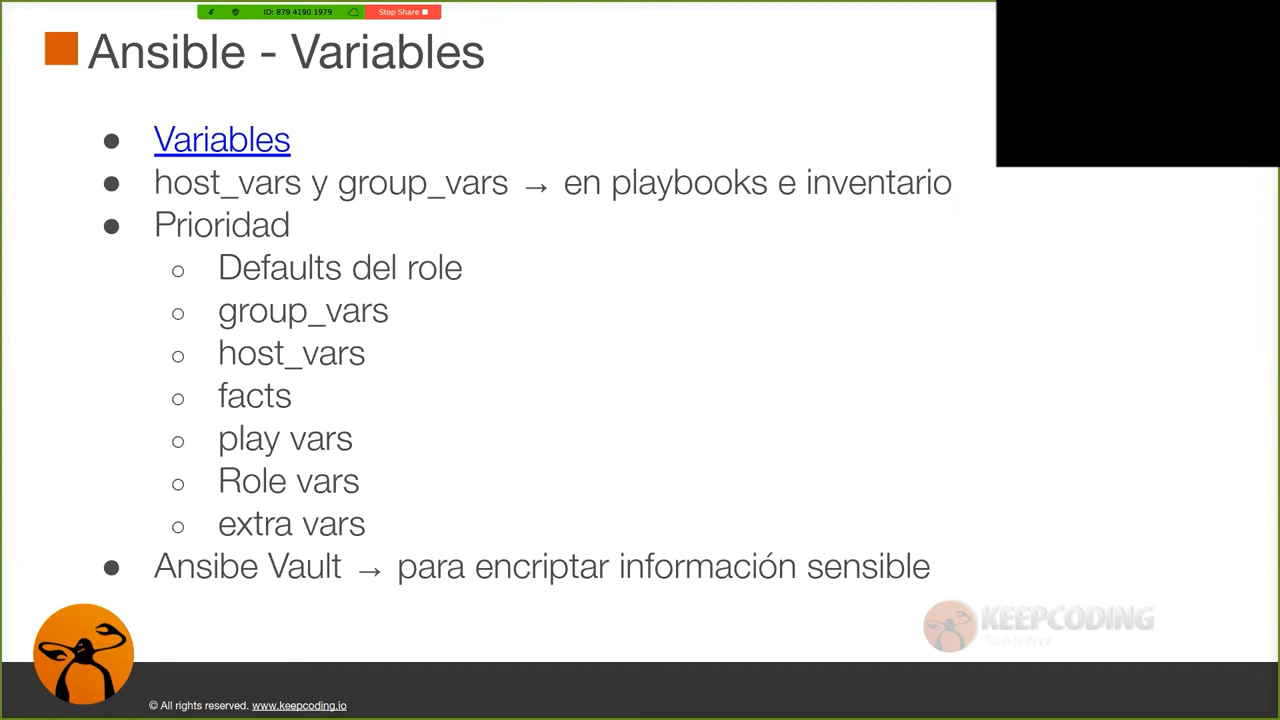 ID: 879 4190 1979 Stop Share
Ansible - Variables
● Variables
● host_vars y group_vars → en playbooks e inventario
● Prioridad
○ Defaults del role
○ group_vars
○ host_vars
○ facts
○ play vars
○ Role vars
○ extra vars
● Ansibe Vault → para encriptar información sensible
KEEPCODING
Tech School
© All rights reserved. www.keepcoding.io